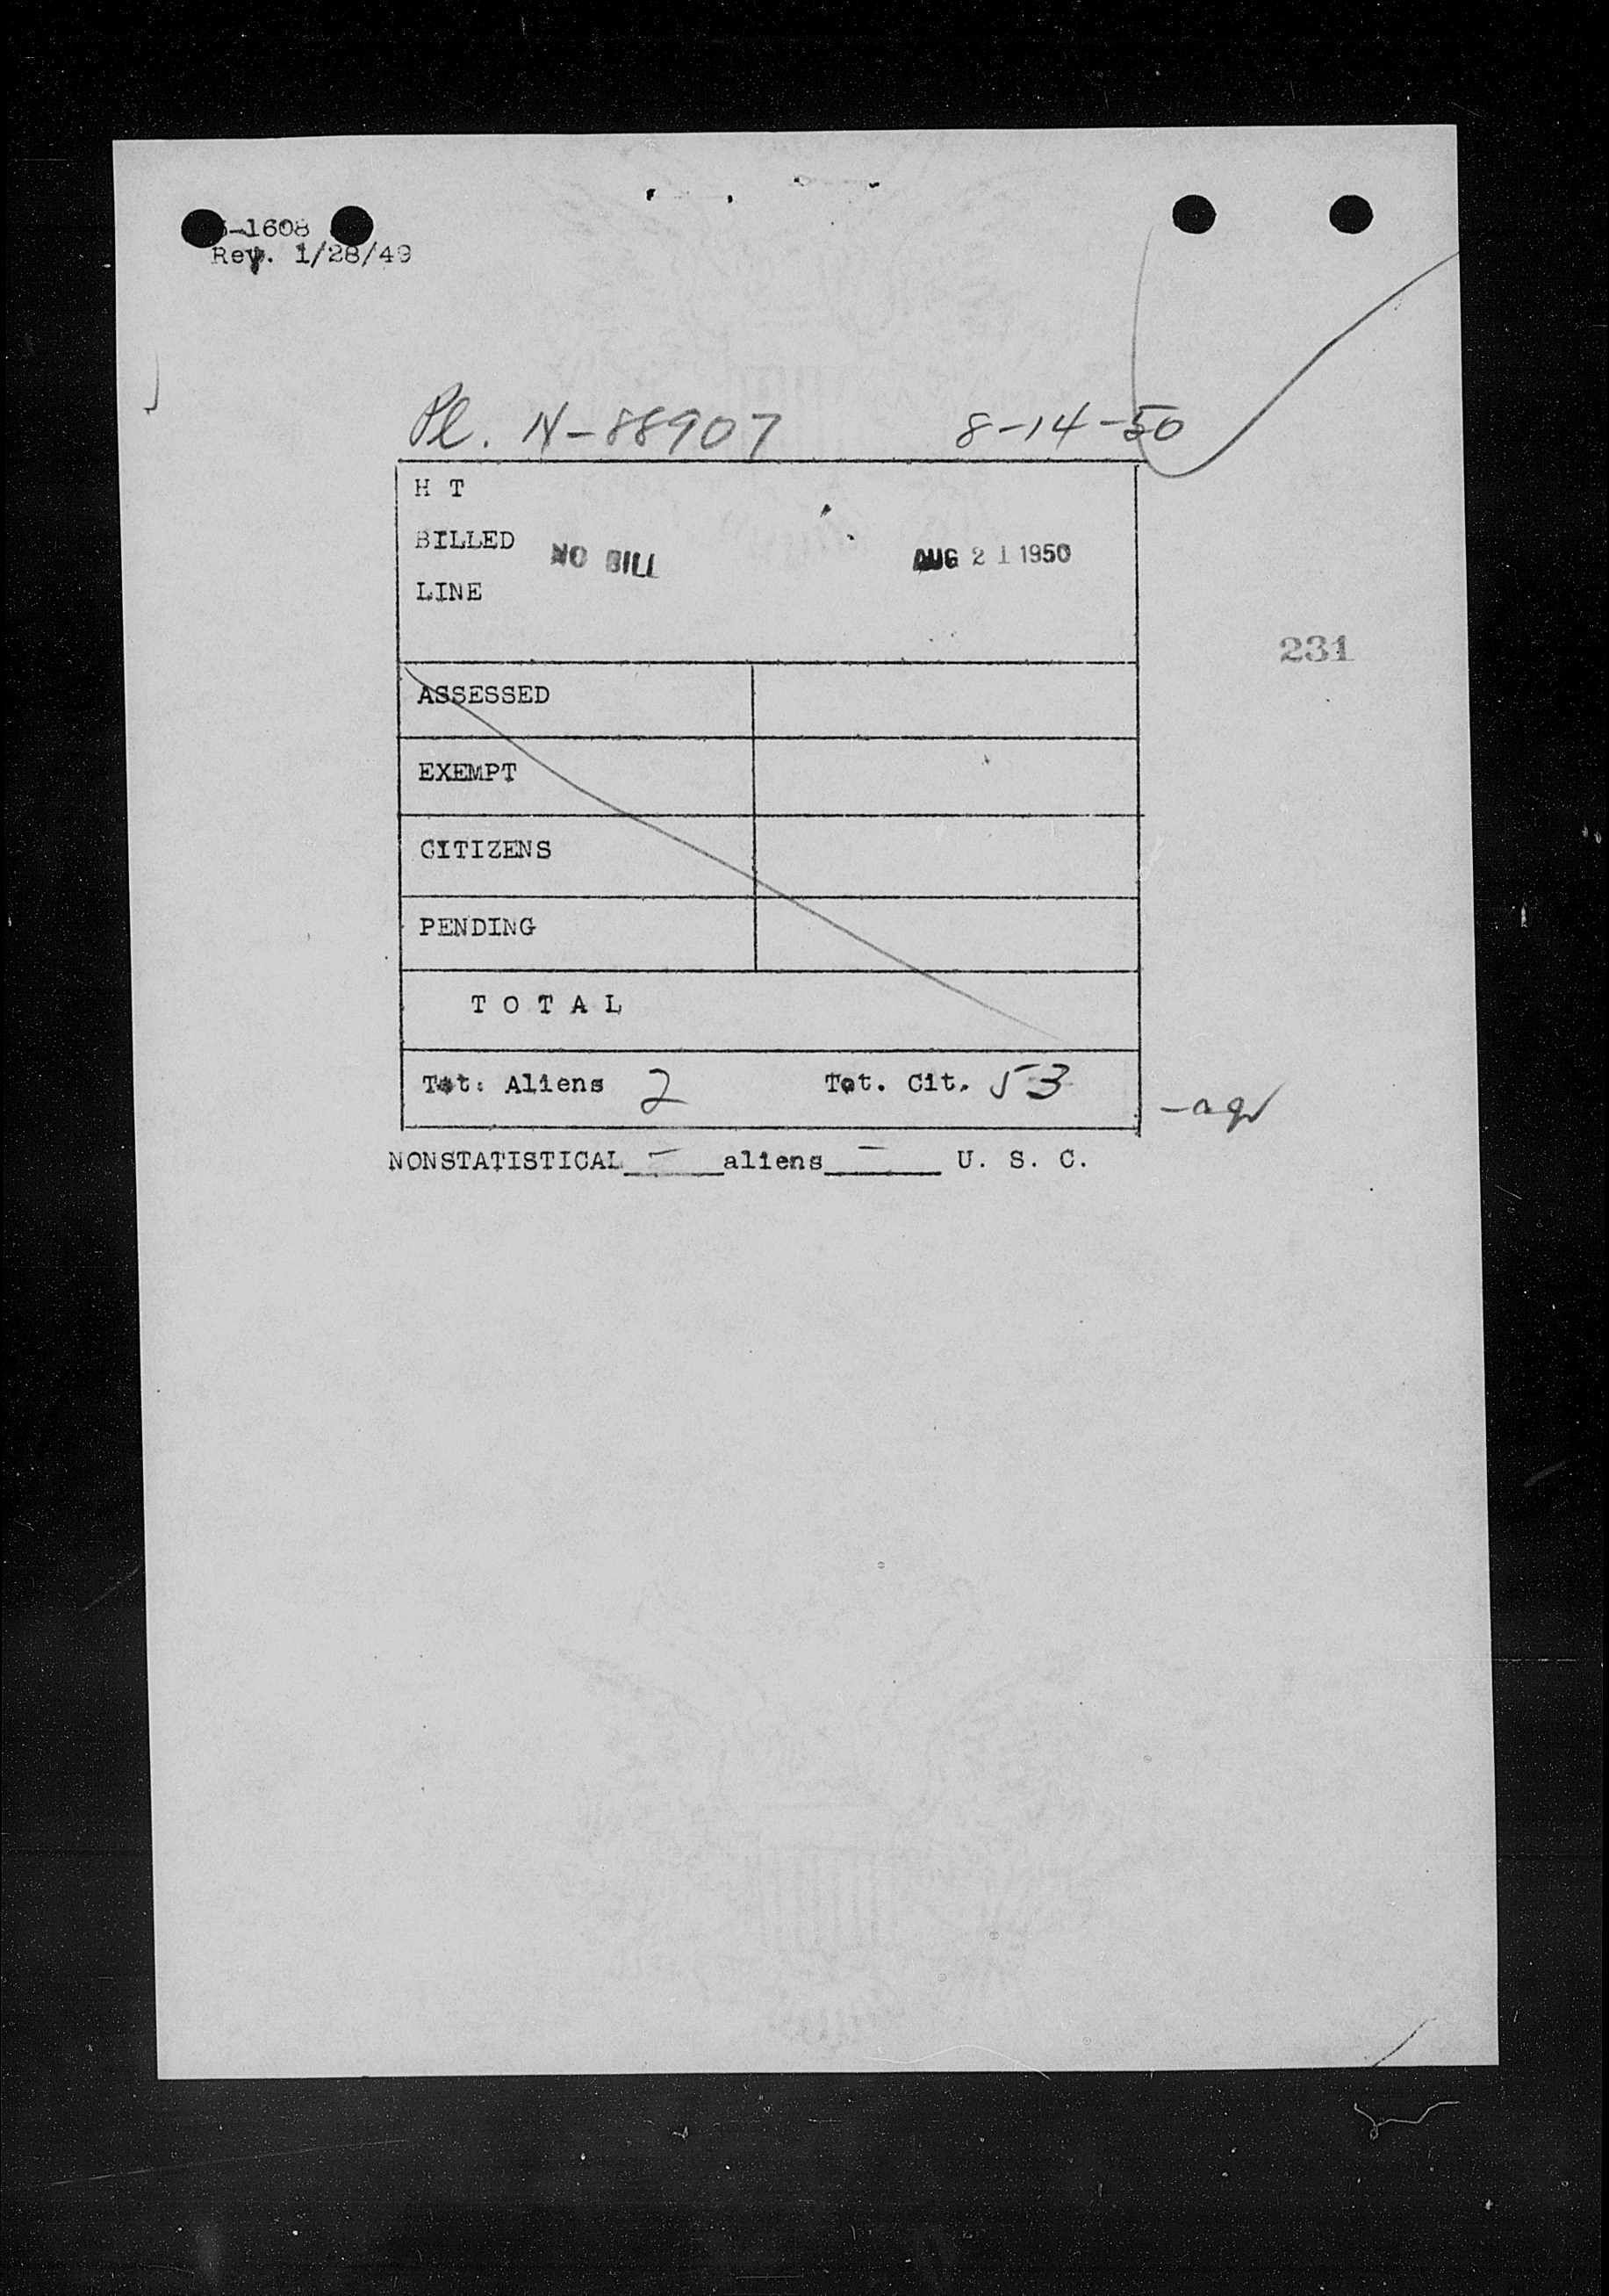 -1608
Rev. 1/28/49
Pl. N-88907 8-14-50
H T
BILLED NO BILL AUG 21 1950
LINE
231
ASSESSED
EXEMPT
CITIZENS
PENDING
T O T A L
Tot: Aliens 2 Tot. Cit. 53
NONSTATISTICAL - aliens - U. S. C.